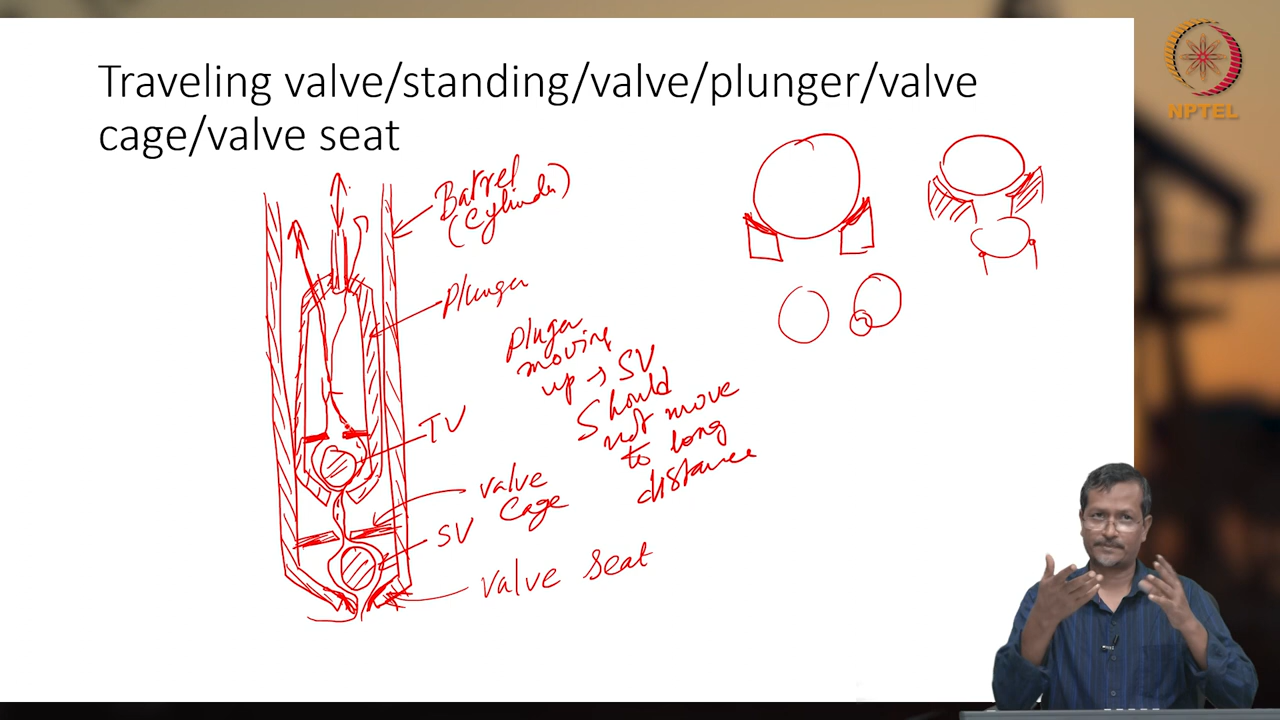 Traveling valve/standing/valve/plunger/valve
cage/valve seat
NPTEL
Barrel
(Cylinder)
Plunger
Pluger
moving
up → SV
Should
not move
to long
distance
TV
valve
Cage
SV
Valve Seat